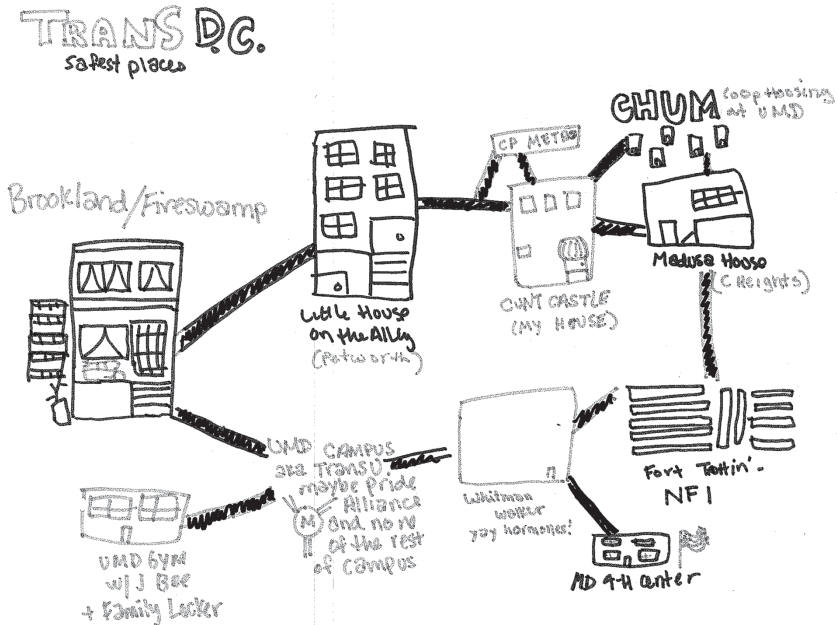 TRANS D.C.
safest places
CHUM
Coop Housing
at UMD
CP METRO
Brookland/Fireswamp
Little House
on the Alley
(Petworth)
CUNT CASTLE
(MY HOUSE)
Medusa House
(C Heights)
UMD CAMPUS
aka TransU.
maybe pride
Alliance
and none
of the rest
of campus
M
Whitman
walker
yay hormones!
Fort Tottin'-
NFI
MD 4-H Center
UMD GYM
w/ J Bee
+ Family Locker